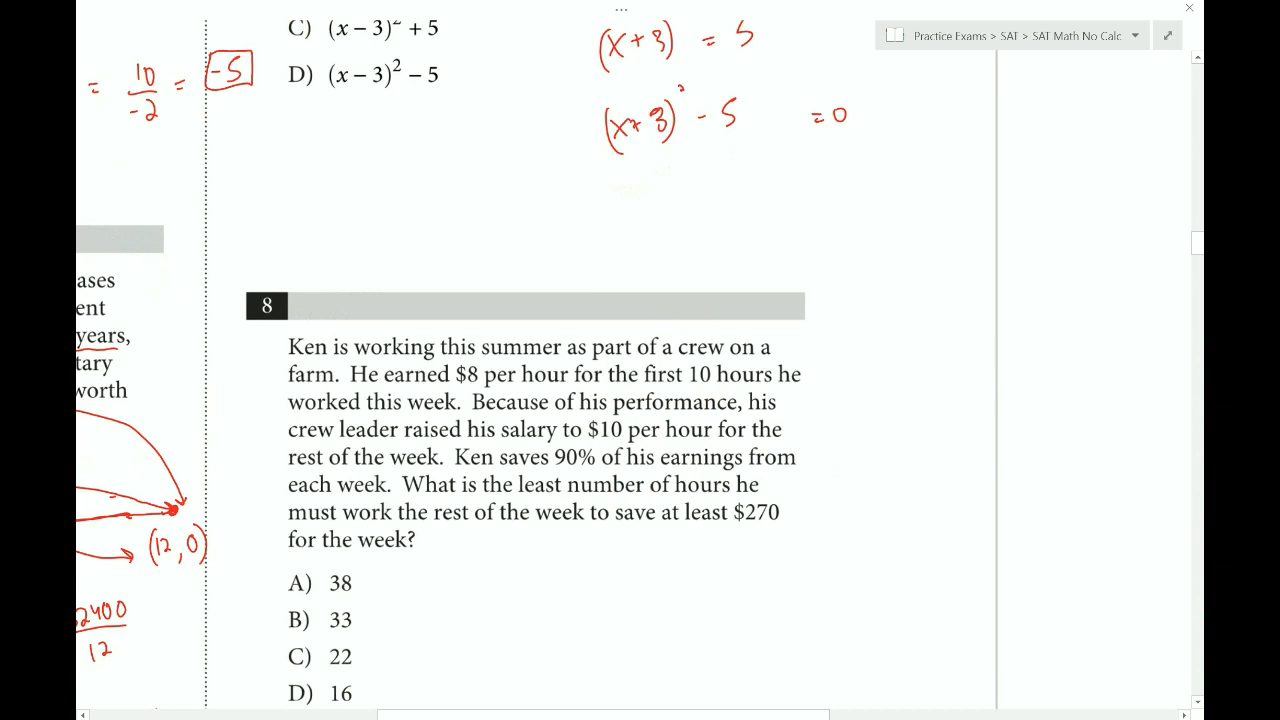 ...
Practice Exams > SAT > SAT Math No Calc
C) (x − 3)² + 5
D) (x − 3)² − 5
= 10/-2 = -5
(x+3) = 5
(x+3)² - 5 = 0
ases
ent
years,
tary
worth
(12, 0)
2400
12
8
Ken is working this summer as part of a crew on a
farm. He earned $8 per hour for the first 10 hours he
worked this week. Because of his performance, his
crew leader raised his salary to $10 per hour for the
rest of the week. Ken saves 90% of his earnings from
each week. What is the least number of hours he
must work the rest of the week to save at least $270
for the week?
A) 38
B) 33
C) 22
D) 16